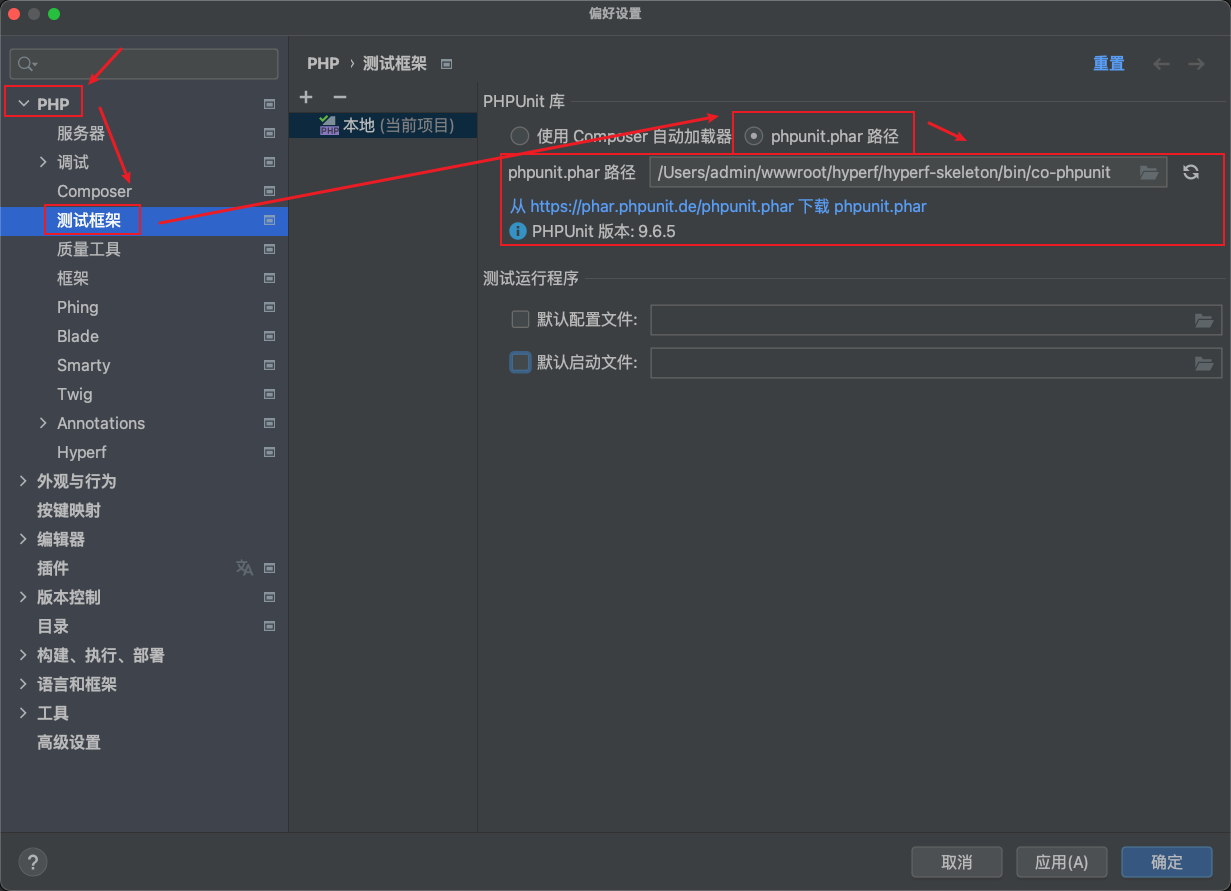 偏好设置
PHP
服务器
调试
Composer
测试框架
质量工具
框架
Phing
Blade
Smarty
Twig
Annotations
Hyperf
外观与行为
按键映射
编辑器
插件
版本控制
目录
构建、执行、部署
语言和框架
工具
高级设置
PHP › 测试框架
重置
本地 (当前项目)
PHPUnit 库
使用 Composer 自动加载器 phpunit.phar 路径
phpunit.phar 路径 /Users/admin/wwwroot/hyperf/hyperf-skeleton/bin/co-phpunit
从 https://phar.phpunit.de/phpunit.phar 下载 phpunit.phar
PHPUnit 版本: 9.6.5
测试运行程序
默认配置文件:
默认启动文件:
? 取消 应用(A) 确定